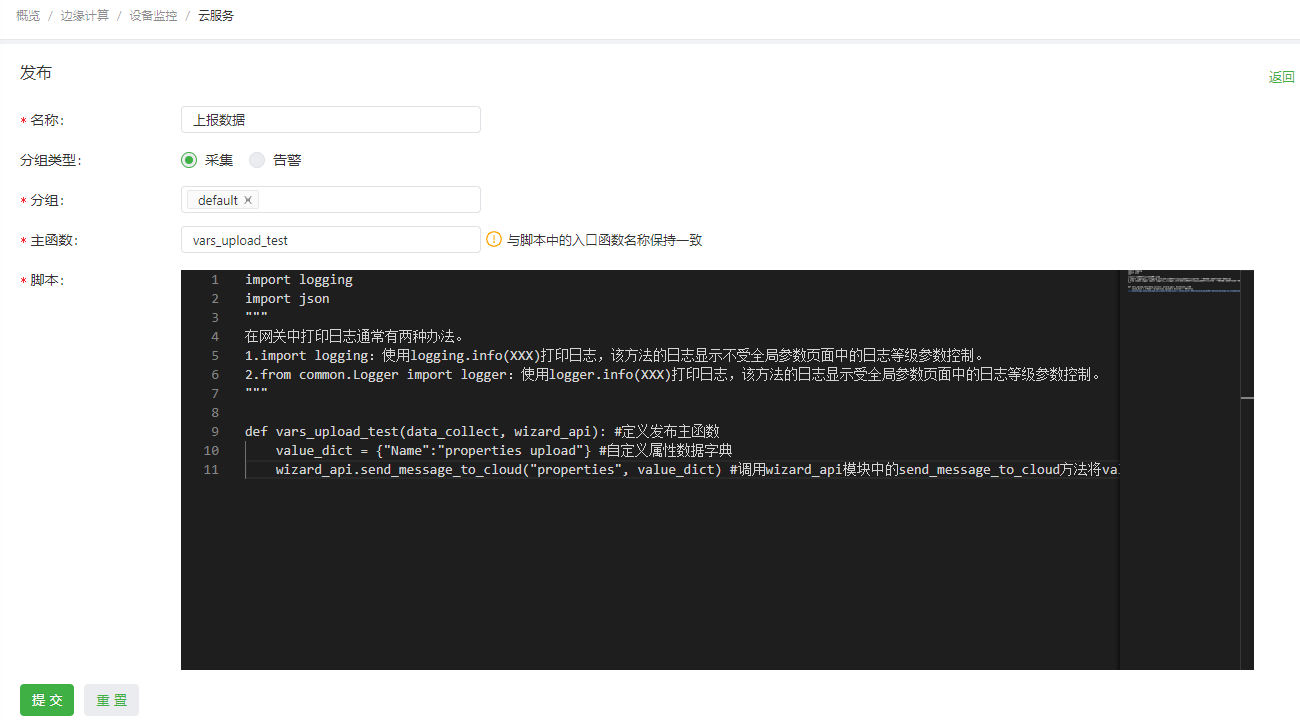 概览 / 边缘计算 / 设备监控 / 云服务
发布
返回
* 名称:
上报数据
分组类型:
采集
告警
* 分组:
default ×
* 主函数:
vars_upload_test
与脚本中的入口函数名称保持一致
* 脚本:
1 import logging
2 import json
3 """
4 在网关中打印日志通常有两种办法。
5 1.import logging：使用logging.info(XXX)打印日志，该方法的日志显示不受全局参数页面中的日志等级参数控制。
6 2.from common.Logger import logger：使用logger.info(XXX)打印日志，该方法的日志显示受全局参数页面中的日志等级参数控制。
7 """
8
9 def vars_upload_test(data_collect, wizard_api): #定义发布主函数
10     value_dict = {"Name":"properties upload"} #自定义属性数据字典
11     wizard_api.send_message_to_cloud("properties", value_dict) #调用wizard_api模块中的send_message_to_cloud方法将va
提 交
重 置